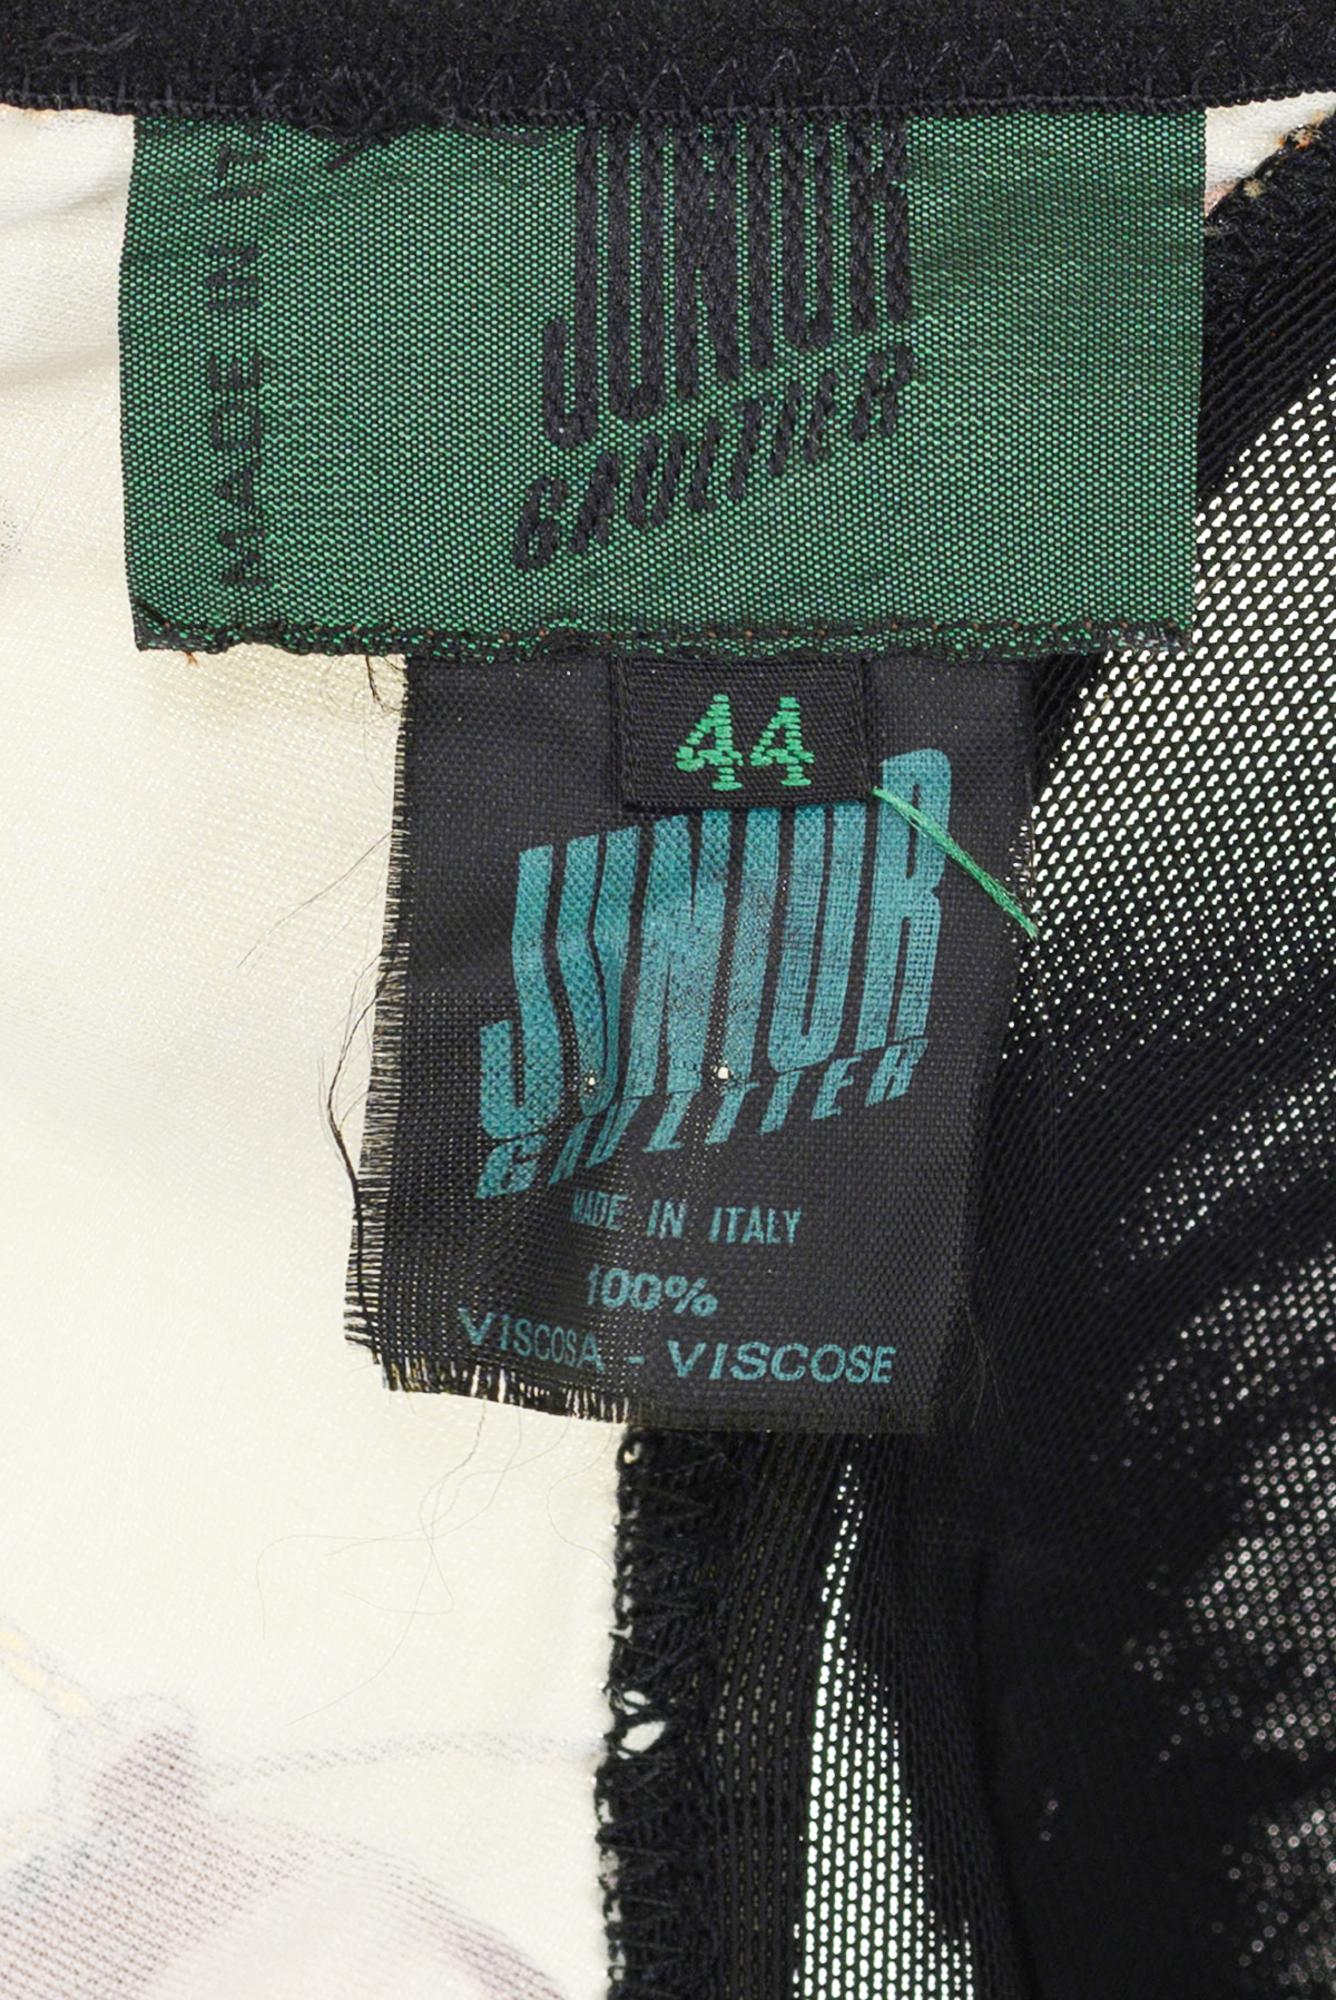 MADE IN IT
JUNIOR
GAULTIER
44
JUNIOR
GAULTIER
MADE IN ITALY
100%
VISCOSA - VISCOSE